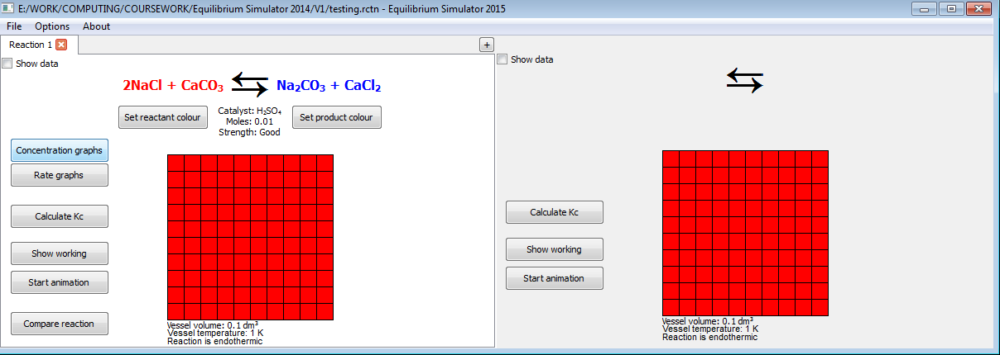 E:/WORK/COMPUTING/COURSEWORK/Equilibrium Simulator 2014/V1/testing.rctn - Equilibrium Simulator 2015
File Options About
Reaction 1
+
Show data
2NaCl + CaCO₃ ⇆ Na₂CO₃ + CaCl₂
Set reactant colour
Catalyst: H₂SO₄
Moles: 0.01
Strength: Good
Set product colour
Concentration graphs
Rate graphs
Calculate Kc
Show working
Start animation
Compare reaction
Vessel volume: 0.1 dm³
Vessel temperature: 1 K
Reaction is endothermic
Show data
⇆
Calculate Kc
Show working
Start animation
Vessel volume: 0.1 dm³
Vessel temperature: 1 K
Reaction is endothermic